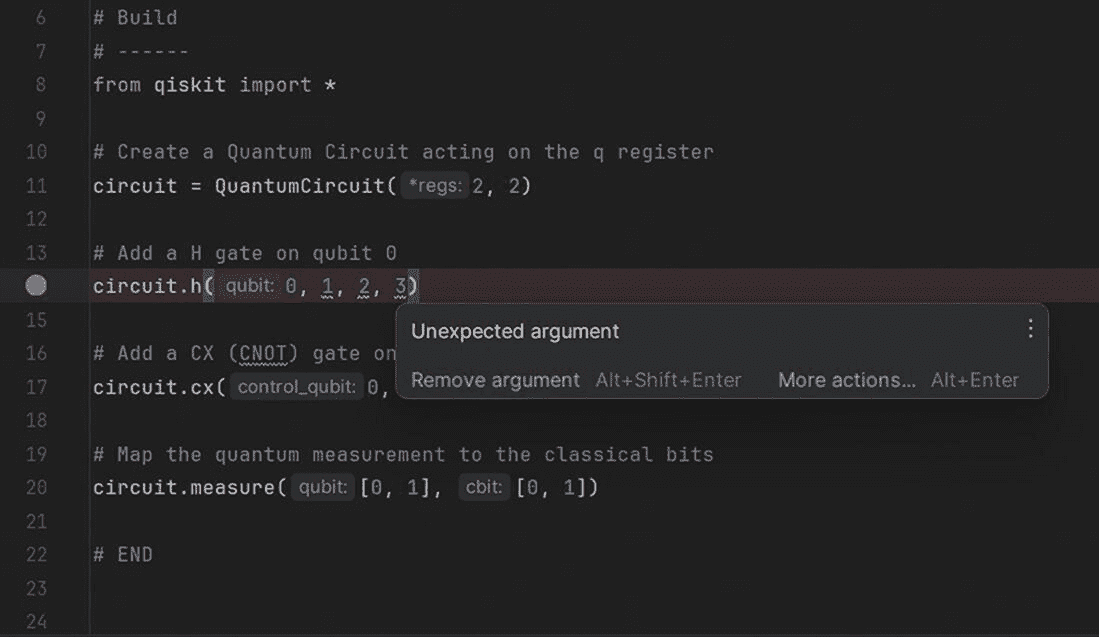 6 # Build
7 # ------
8 from qiskit import *
9
10 # Create a Quantum Circuit acting on the q register
11 circuit = QuantumCircuit( *regs: 2, 2)
12
13 # Add a H gate on qubit 0
circuit.h( qubit: 0, 1, 2, 3)
15
Unexpected argument
16 # Add a CX (CNOT) gate on
Remove argument Alt+Shift+Enter More actions... Alt+Enter
17 circuit.cx( control_qubit: 0,
18
19 # Map the quantum measurement to the classical bits
20 circuit.measure( qubit: [0, 1], cbit: [0, 1])
21
22 # END
23
24